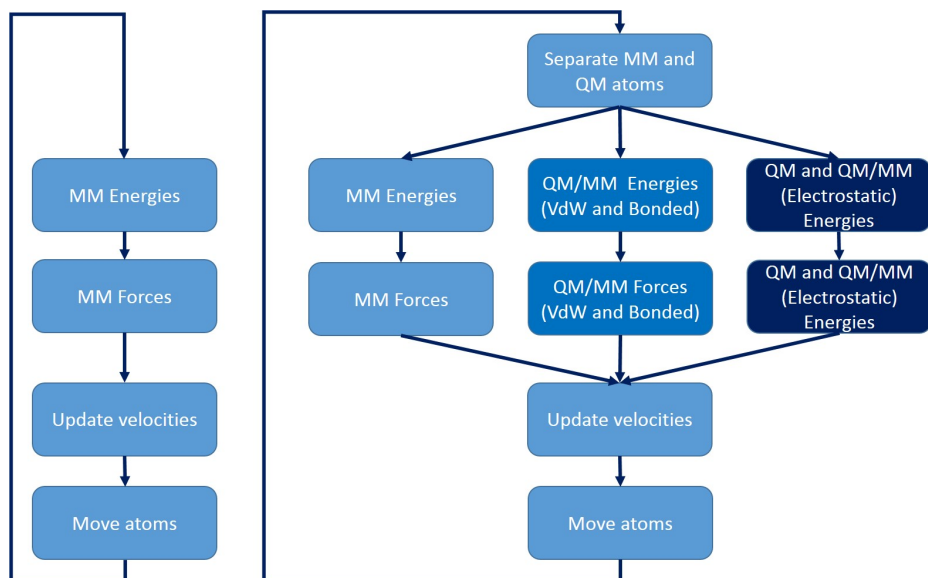 MM Energies
MM Forces
Update velocities
Move atoms
Separate MM and
QM atoms
MM Energies
MM Forces
QM/MM  Energies
(VdW and Bonded)
QM/MM Forces
(VdW and Bonded)
QM and QM/MM
(Electrostatic)
Energies
QM and QM/MM
(Electrostatic)
Energies
Update velocities
Move atoms